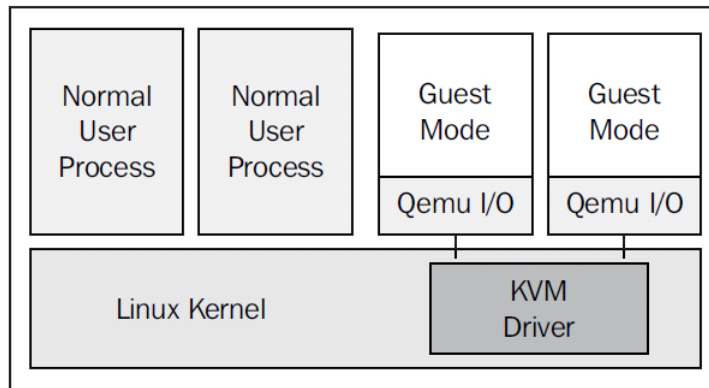 Normal
User
Process
Normal
User
Process
Guest
Mode
Qemu I/O
Guest
Mode
Qemu I/O
Linux Kernel
KVM
Driver